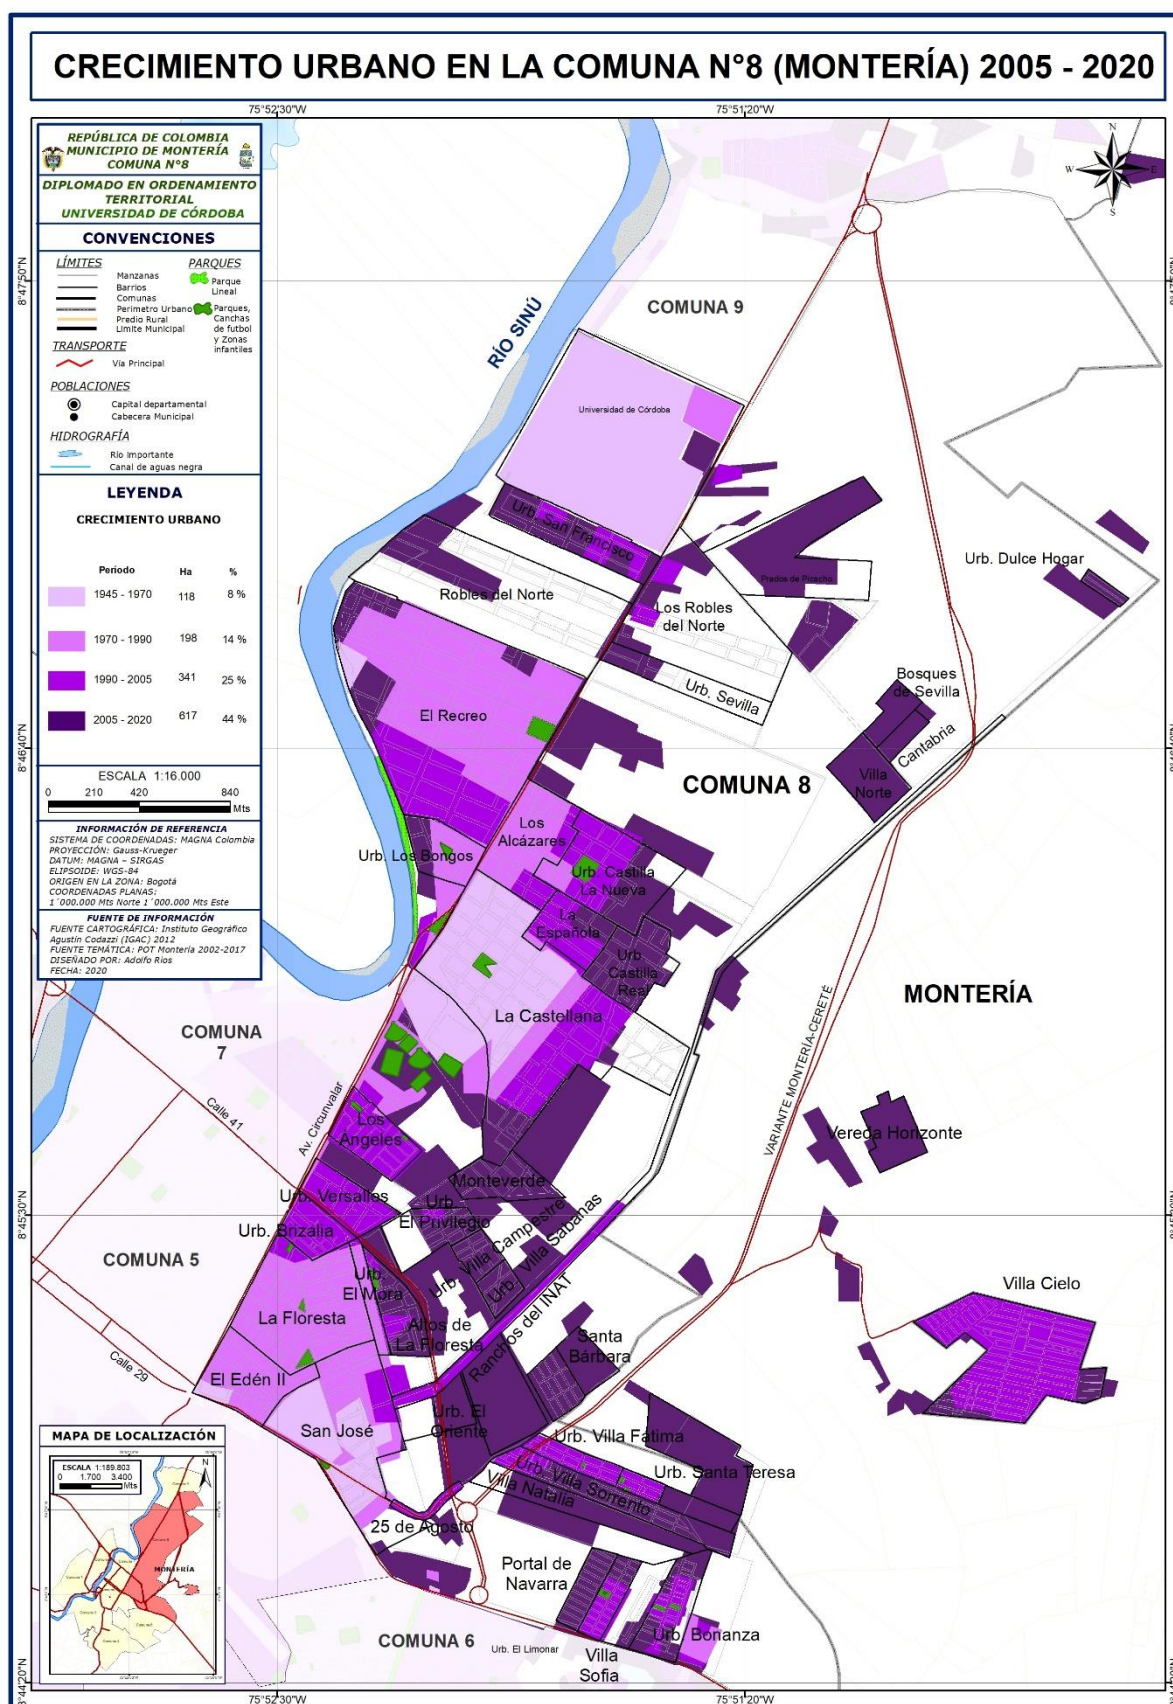 CRECIMIENTO URBANO EN LA COMUNA N°8 (MONTERÍA) 2005 - 2020
75°52'30"W
75°51'20"W
REPÚBLICA DE COLOMBIA
MUNICIPIO DE MONTERÍA
COMUNA N°8
DIPLOMADO EN ORDENAMIENTO
TERRITORIAL
UNIVERSIDAD DE CÓRDOBA
CONVENCIONES
LÍMITES
Manzanas
Barrios
Comunas
Perimetro Urbano
Predio Rural
Limite Municipal
PARQUES
Parque
Lineal
Parques,
Canchas
de futbol
y Zonas
infantiles
TRANSPORTE
Vía Principal
POBLACIONES
Capital departamental
Cabecera Municipal
HIDROGRAFÍA
Río Importante
Canal de aguas negra
LEYENDA
CRECIMIENTO URBANO
Periodo Ha %
1945 - 1970 118 8 %
1970 - 1990 198 14 %
1990 - 2005 341 25 %
2005 - 2020 617 44 %
ESCALA 1:16.000
0 210 420 840
Mts
INFORMACIÓN DE REFERENCIA
SISTEMA DE COORDENADAS: MAGNA Colombia
PROYECCIÓN: Gauss-Krueger
DATUM: MAGNA – SIRGAS
ELIPSOIDE: WGS-84
ORIGEN EN LA ZONA: Bogotá
COORDENADAS PLANAS:
1´000.000 Mts Norte 1´000.000 Mts Este
FUENTE DE INFORMACIÓN
FUENTE CARTOGRÁFICA: Instituto Geográfico
Agustín Codazzi (IGAC) 2012
FUENTE TEMÁTICA: POT Montería 2002-2017
DISEÑADO POR: Adolfo Rios
FECHA: 2020
N
W
E
S
8°47'50"N
8°46'40"N
8°45'30"N
8°44'20"N
RÍO SINÚ
COMUNA 9
Universidad de Córdoba
Urb. San Francisco
Robles del Norte
Los Robles
del Norte
Prados de Picacho
Urb. Dulce Hogar
Urb. Sevilla
Bosques
de Sevilla
Cantabria
Villa
Norte
El Recreo
COMUNA 8
Los
Alcázares
Urb. Los Bongos
Urb. Castilla
La Nueva
La
Española
Urb
Castilla
Real
La Castellana
MONTERÍA
COMUNA
7
Calle 41
Av. Circunvalar
VARIANTE MONTERÍA-CERETÉ
Los
Angeles
Vereda Horizonte
Monteverde
Urb. Versalles
Urb
El Privilegio
Urb. Brizalia
Urb. Villa Campestre
Urb. Villa Sabanas
COMUNA 5
Urb.
El Mora
Villa Cielo
La Floresta
Altos de
La Floresta
Ranchos del INAT
Santa
Bárbara
Calle 29
El Edén II
San José
Urb. El
Oriente
Urb. Villa Fatima
Urb. Santa Teresa
Urb. Villa Sorrento
Villa Natalia
25 de Agosto
Portal de
Navarra
COMUNA 6
Urb. El Limonar
Villa
Sofia
Urb. Bonanza
MAPA DE LOCALIZACIÓN
ESCALA 1:189.803
0 1.700 3.400
Mts
N
MONTERÍA
75°52'30"W
75°51'20"W